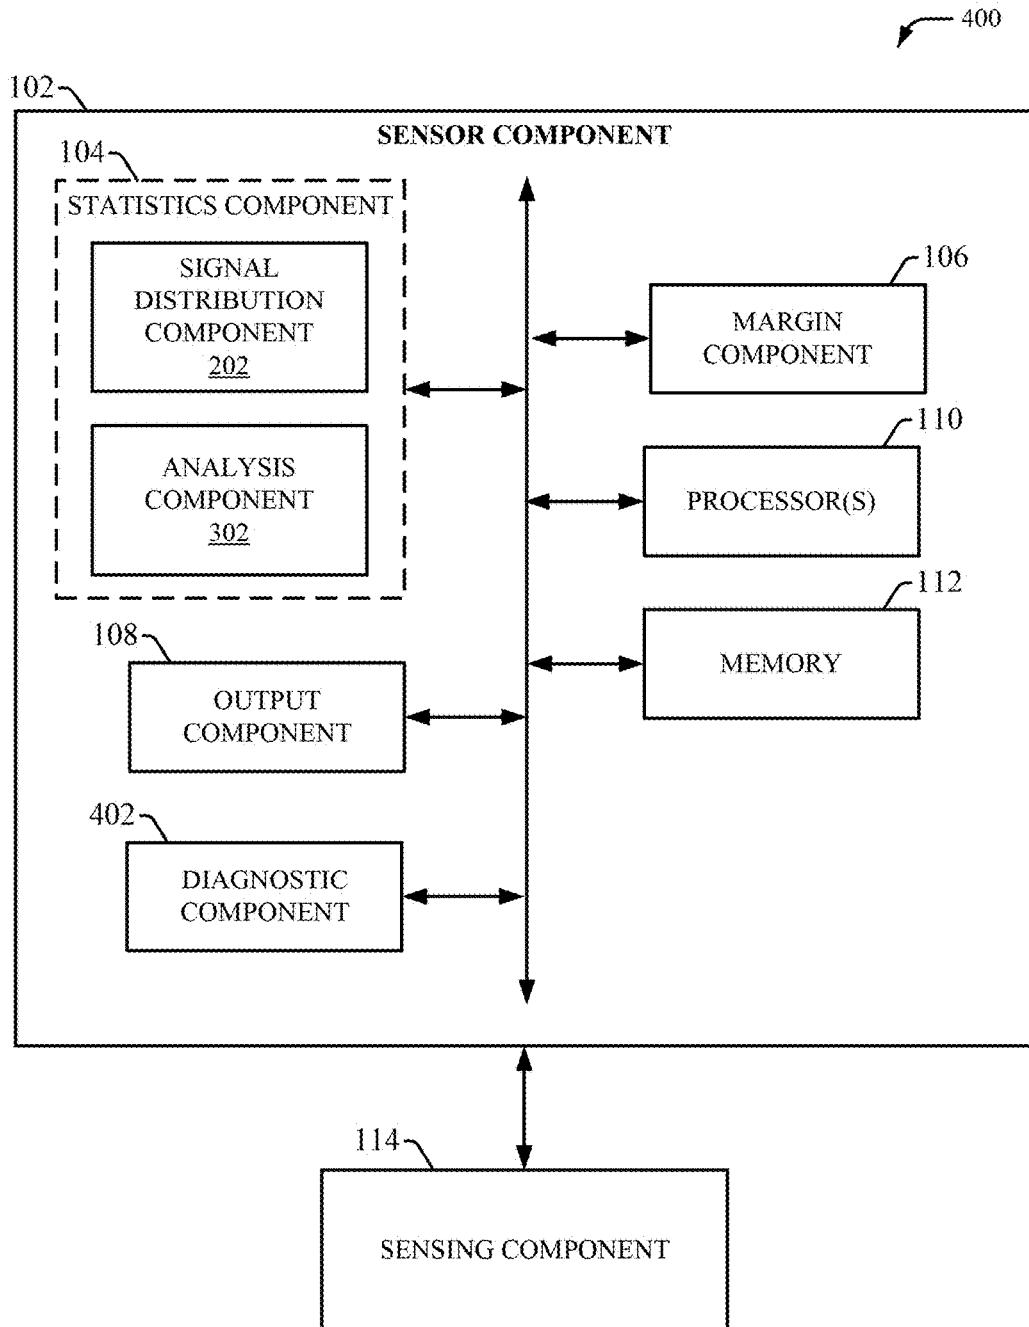 400
102
SENSOR COMPONENT
104
STATISTICS COMPONENT
SIGNAL
DISTRIBUTION
COMPONENT
202
ANALYSIS
COMPONENT
302
106
MARGIN
COMPONENT
110
PROCESSOR(S)
112
MEMORY
108
OUTPUT
COMPONENT
402
DIAGNOSTIC
COMPONENT
114
SENSING COMPONENT